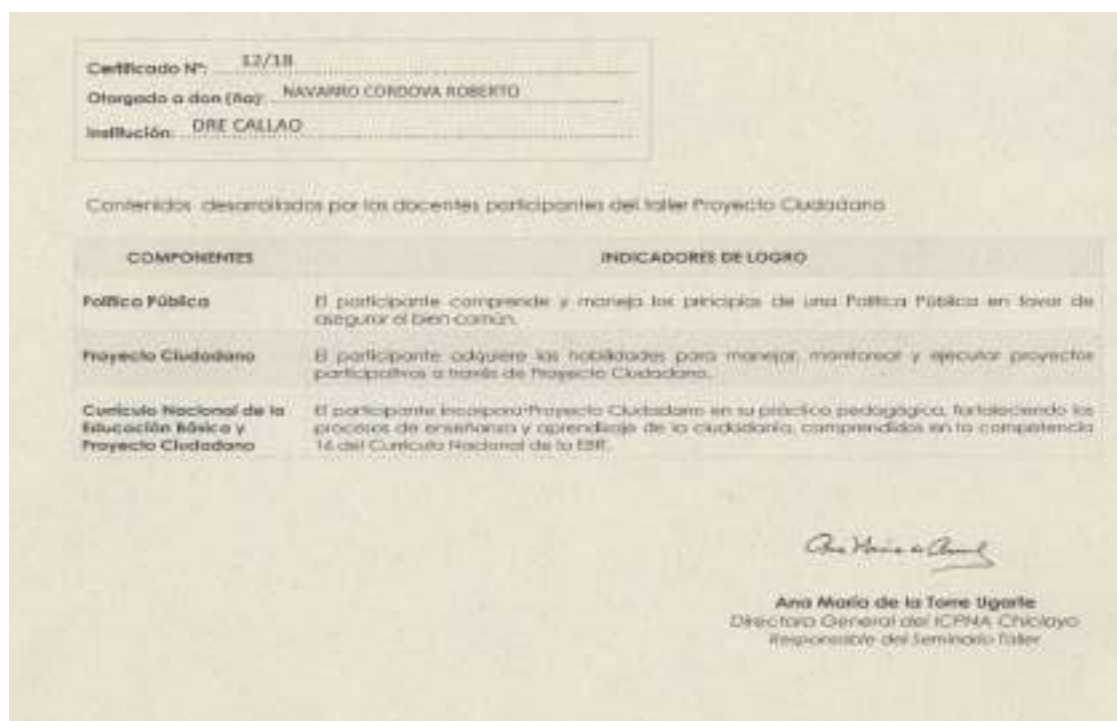 Certificado N°: 12/18
Otorgado a don (ña): NAVARRO CORDOVA ROBERTO
Institución: DRE CALLAO
Contenidos desarrollados por los docentes participantes del taller Proyecto Ciudadano
COMPONENTES INDICADORES DE LOGRO
Política Pública El participante comprende y maneja los principios de una Política Pública en favor de
asegurar el bien común.
Proyecto Ciudadano El participante adquiere las habilidades para manejar, monitorear y ejecutar proyectos
participativos a través de Proyecto Ciudadano.
Currículo Nacional de la El participante incorpora Proyecto Ciudadano en su práctica pedagógica, fortaleciendo los
Educación Básica y procesos de enseñanza y aprendizaje de la ciudadanía, comprendidos en la competencia
Proyecto Ciudadano 16 del Currículo Nacional de la EBR.
Ana María de la Torre Ugarte
Directora General del ICPNA Chiclayo
Responsable del Seminario Taller